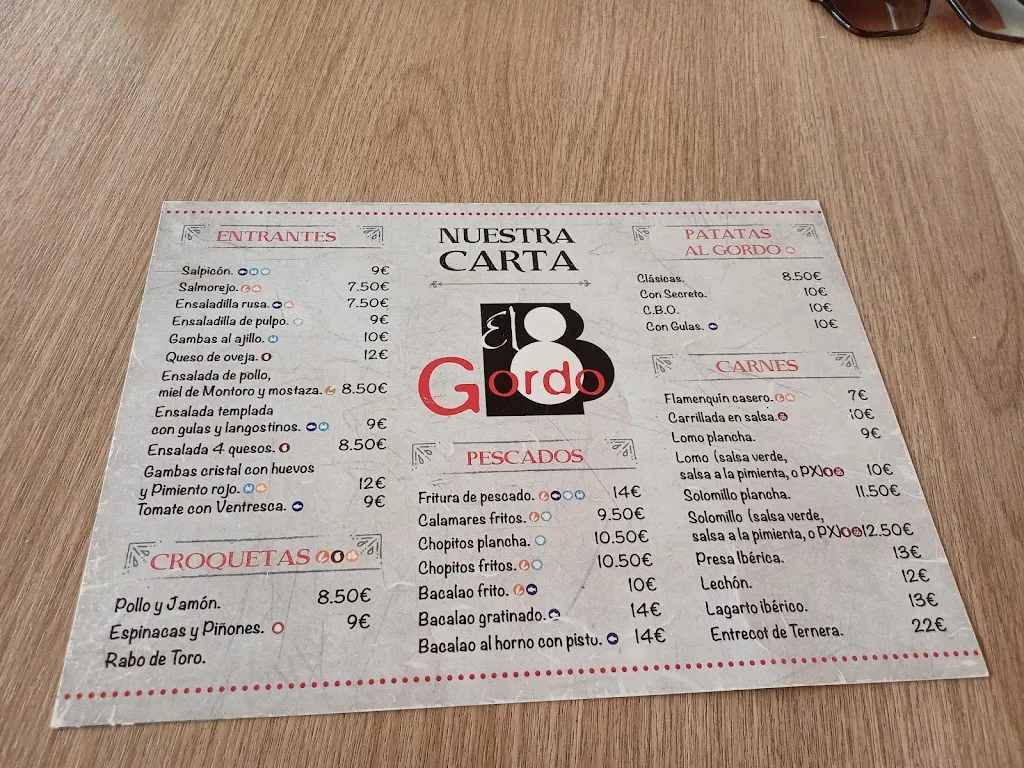 ENTRANTES
Salpicón. 9€
Salmorejo. 7.50€
Ensaladilla rusa. 7.50€
Ensaladilla de pulpo. 9€
Gambas al ajillo. 10€
Queso de oveja. 12€
Ensalada de pollo,
miel de Montoro y mostaza. 8.50€
Ensalada templada
con gulas y langostinos. 9€
Ensalada 4 quesos. 8.50€
Gambas cristal con huevos
y Pimiento rojo. 12€
Tomate con Ventresca. 9€
CROQUETAS
Pollo y Jamón. 8.50€
Espinacas y Piñones. 9€
Rabo de Toro.
NUESTRA
CARTA
El 8
Gordo
PESCADOS
Fritura de pescado. 14€
Calamares fritos. 9.50€
Chopitos plancha. 10.50€
Chopitos fritos. 10.50€
Bacalao frito. 10€
Bacalao gratinado. 14€
Bacalao al horno con pisto. 14€
PATATAS
AL GORDO
Clásicas. 8.50€
Con Secreto. 10€
C.B.O. 10€
Con Gulas. 10€
CARNES
Flamenquín casero. 7€
Carrillada en salsa. 10€
Lomo plancha. 9€
Lomo (salsa verde,
salsa a la pimienta, o PX) 10€
Solomillo plancha. 11.50€
Solomillo (salsa verde,
salsa a la pimienta, o PX) 12.50€
Presa Ibérica. 13€
Lechón. 12€
Lagarto ibérico. 13€
Entrecot de Ternera. 22€